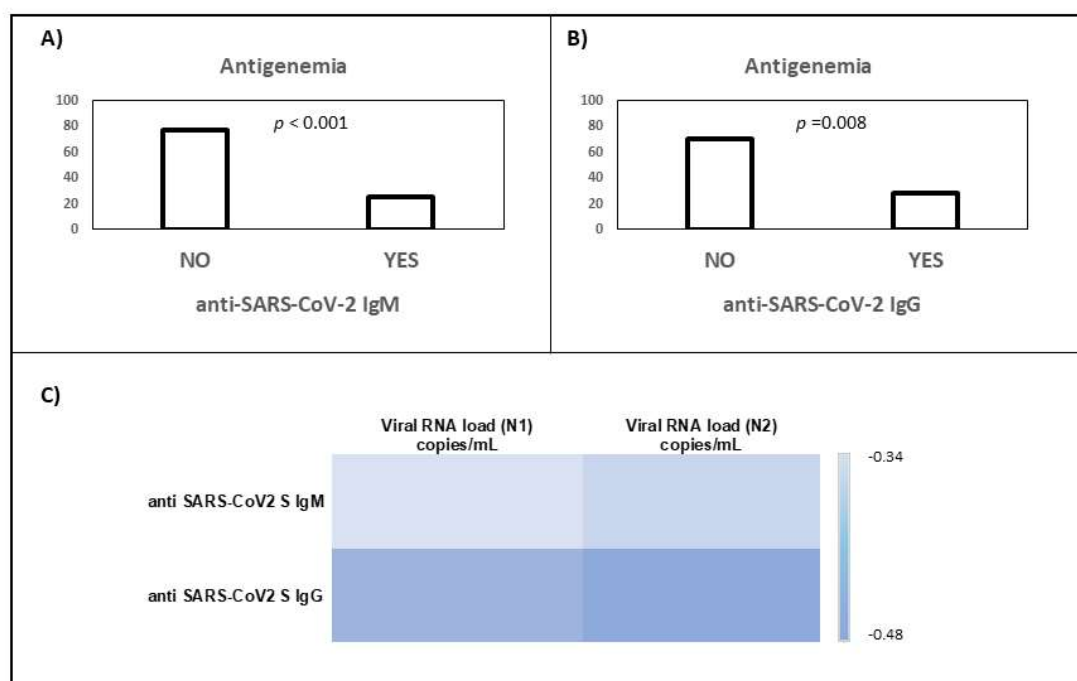 A)
Antigenemia
100
80
60
40
20
0
p < 0.001
NO YES
anti-SARS-CoV-2 IgM
B)
Antigenemia
100
80
60
40
20
0
p =0.008
NO YES
anti-SARS-CoV-2 IgG
C)
Viral RNA load (N1)
copies/mL
Viral RNA load (N2)
copies/mL
anti SARS-CoV2 S IgM
anti SARS-CoV2 S IgG
-0.34
-0.48